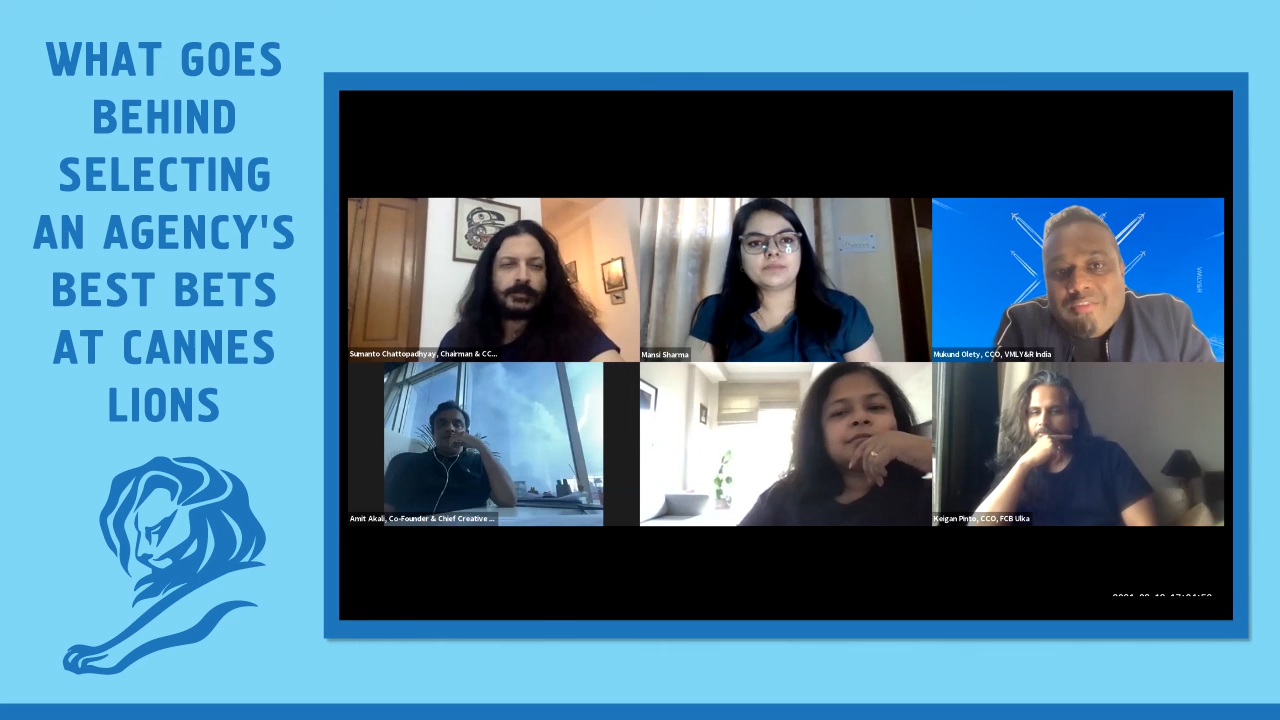 WHAT GOES
BEHIND
SELECTING
AN AGENCY'S
BEST BETS
AT CANNES
LIONS
Sumanto Chattopadhyay, Chairman & CC...
Mansi Sharma
VMLY&R
Mukund Olety, CCO, VMLY&R India
Amit Akali, Co-Founder & Chief Creative ...
Keigan Pinto, CCO, FCB Ulka